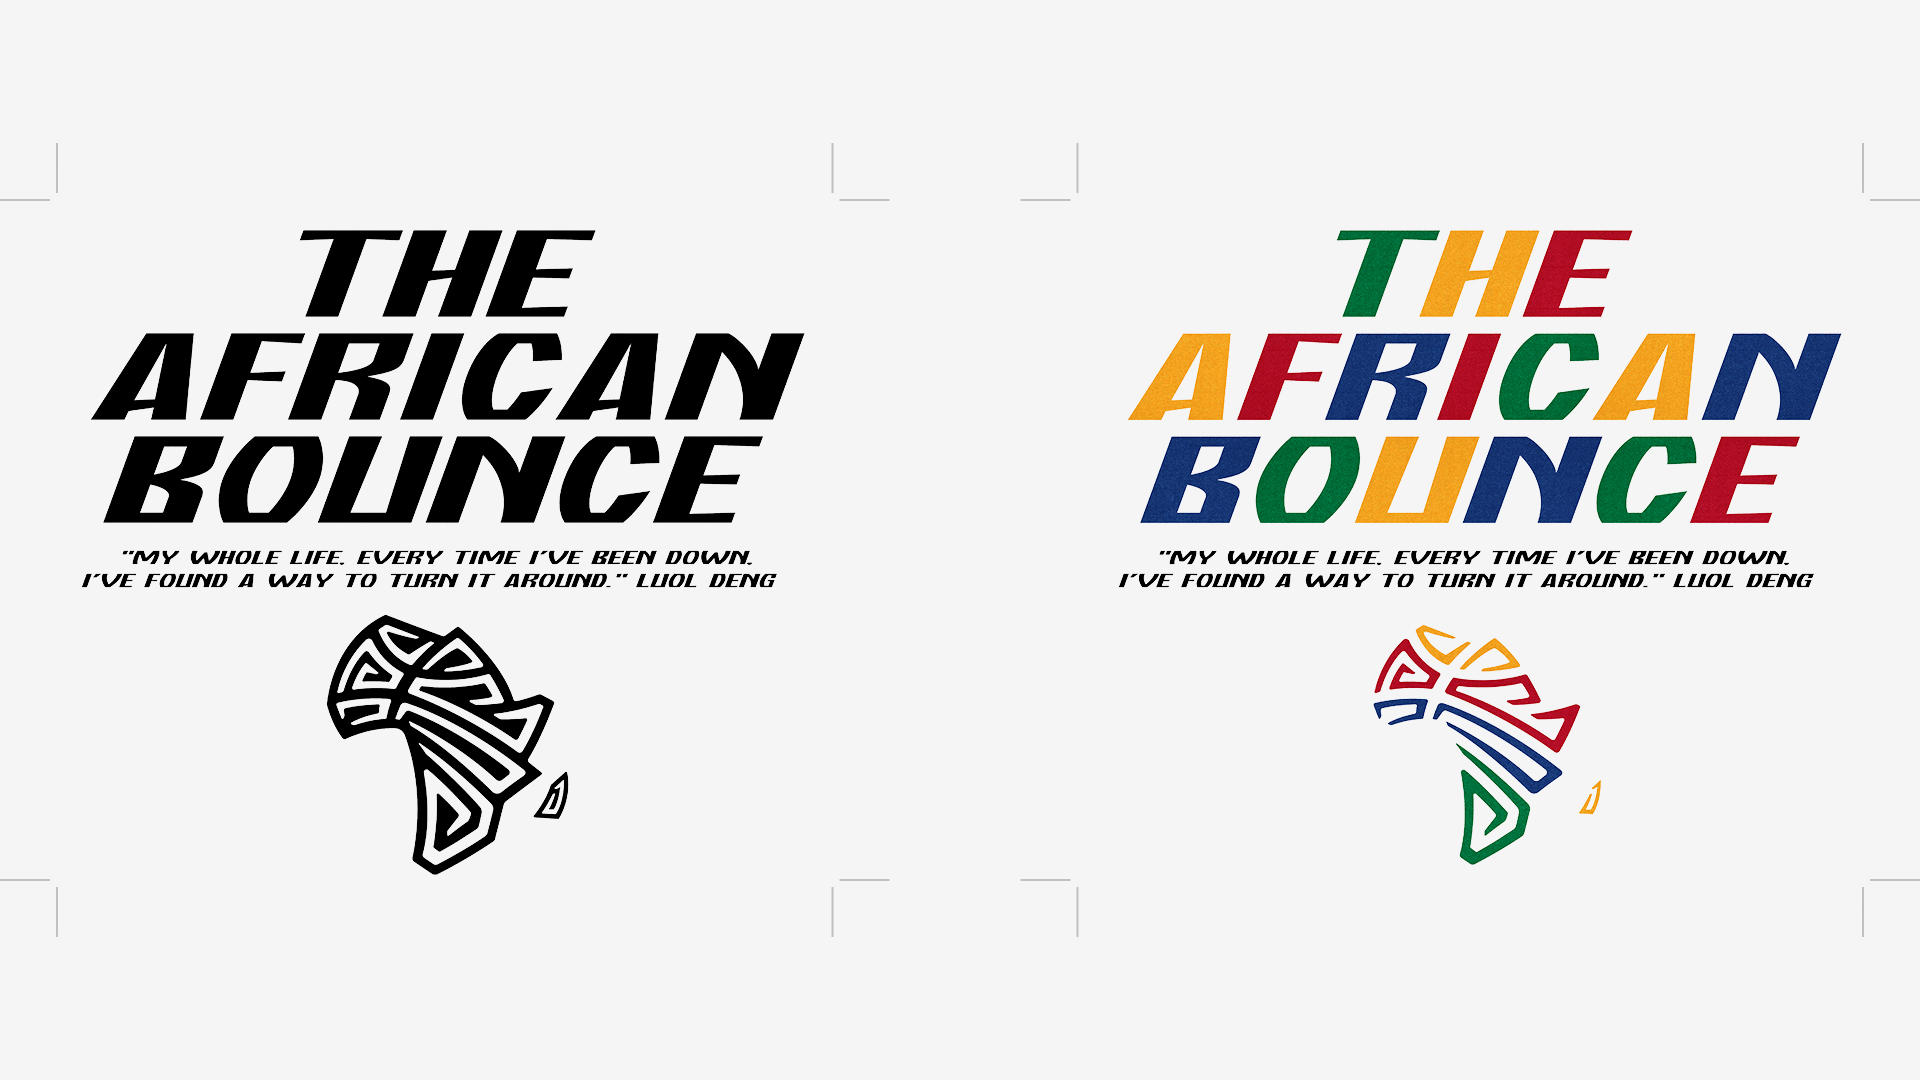 THE
AFRICAN
BOUNCE
"MY WHOLE LIFE, EVERY TIME I'VE BEEN DOWN,
I'VE FOUND A WAY TO TURN IT AROUND." LUOL DENG
THE
AFRICAN
BOUNCE
"MY WHOLE LIFE, EVERY TIME I'VE BEEN DOWN,
I'VE FOUND A WAY TO TURN IT AROUND." LUOL DENG